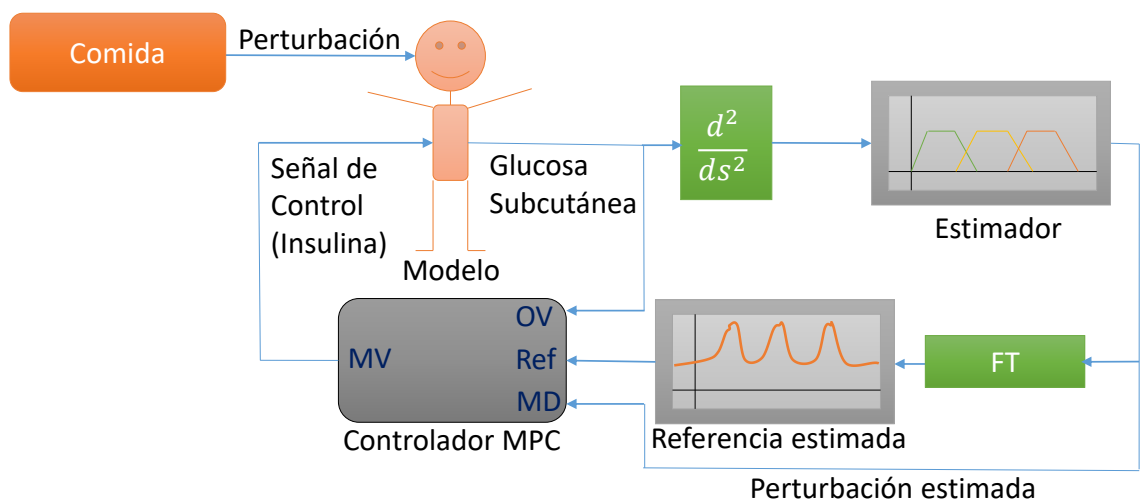 Comida
Perturbación
Señal de
Control
(Insulina)
Glucosa
Subcutánea
Modelo
d²
ds²
Estimador
OV
MV
Ref
MD
Controlador MPC
Referencia estimada
FT
Perturbación estimada